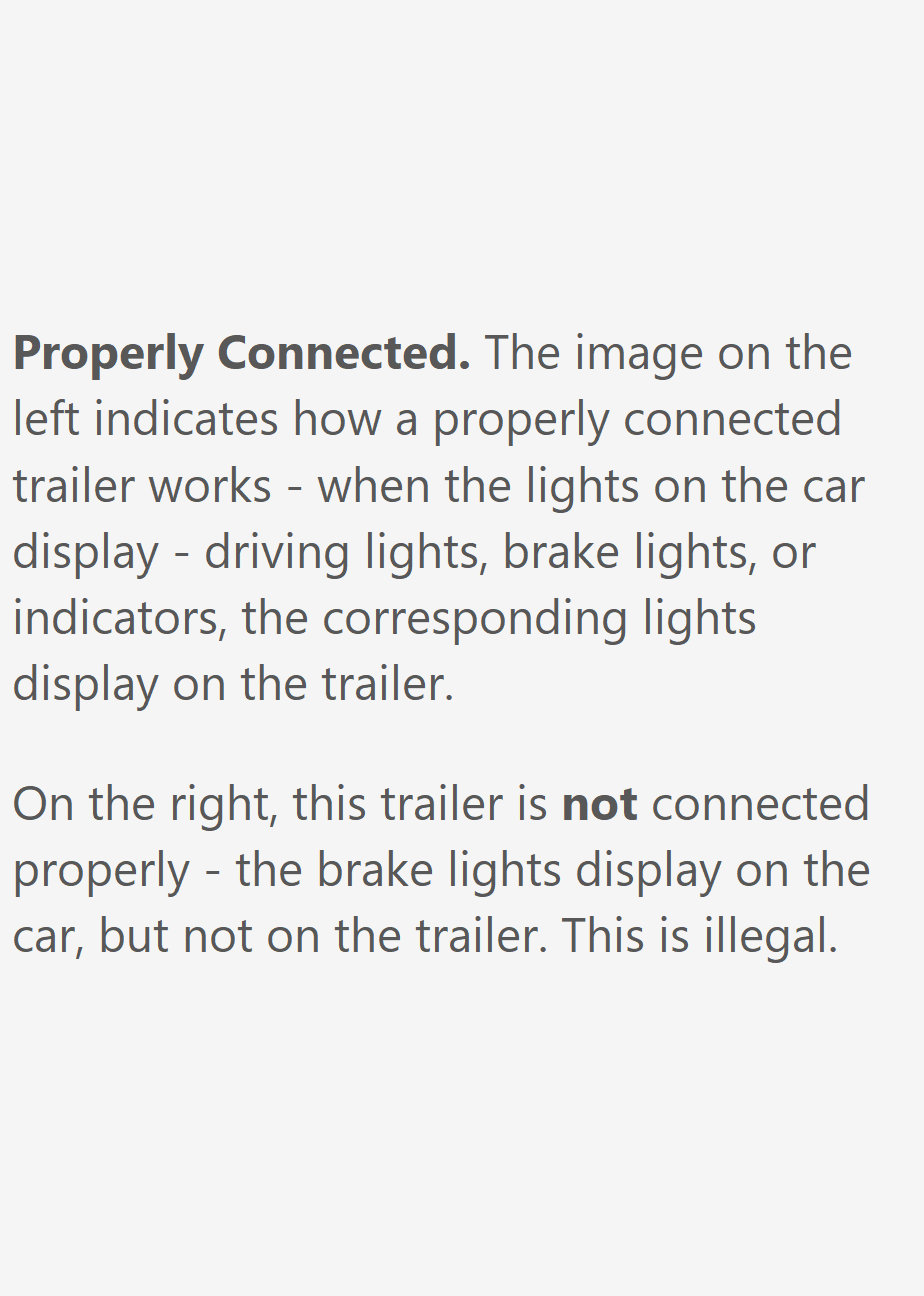 Properly Connected. The image on the
left indicates how a properly connected
trailer works - when the lights on the car
display - driving lights, brake lights, or
indicators, the corresponding lights
display on the trailer.
On the right, this trailer is not connected
properly - the brake lights display on the
car, but not on the trailer. This is illegal.